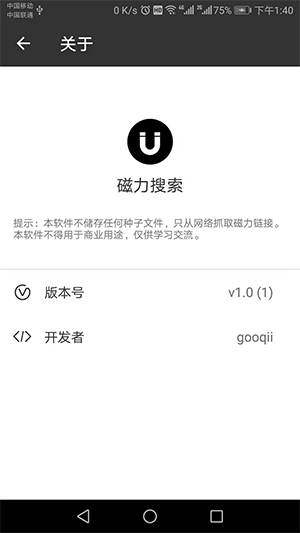 中国移动
中国联通
0 K/s HD 4G 2G 75% 下午1:40
关于
磁力搜索
提示：本软件不储存任何种子文件，只从网络抓取磁力链接。
本软件不得用于商业用途，仅供学习交流。
版本号 v1.0 (1)
开发者 gooqii